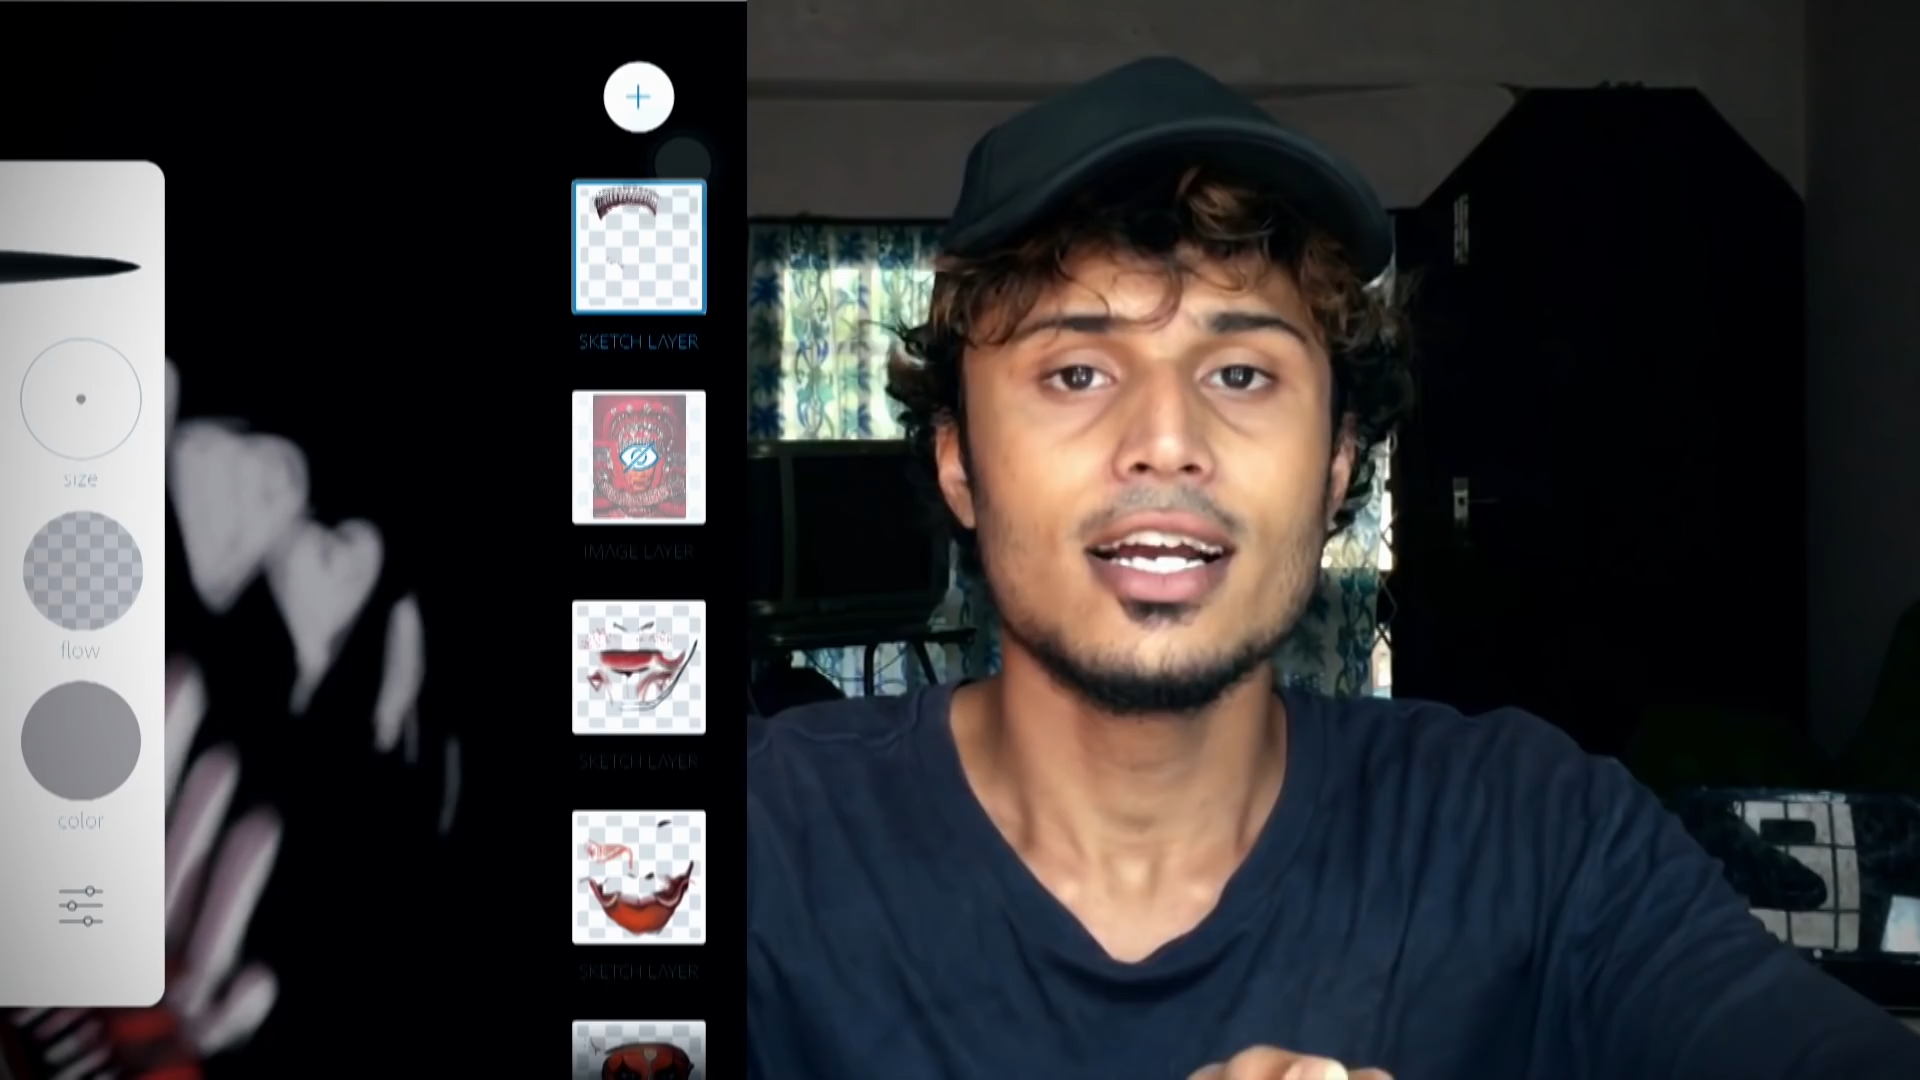 SKETCH LAYER
size
IMAGE LAYER
flow
SKETCH LAYER
color
SKETCH LAYER